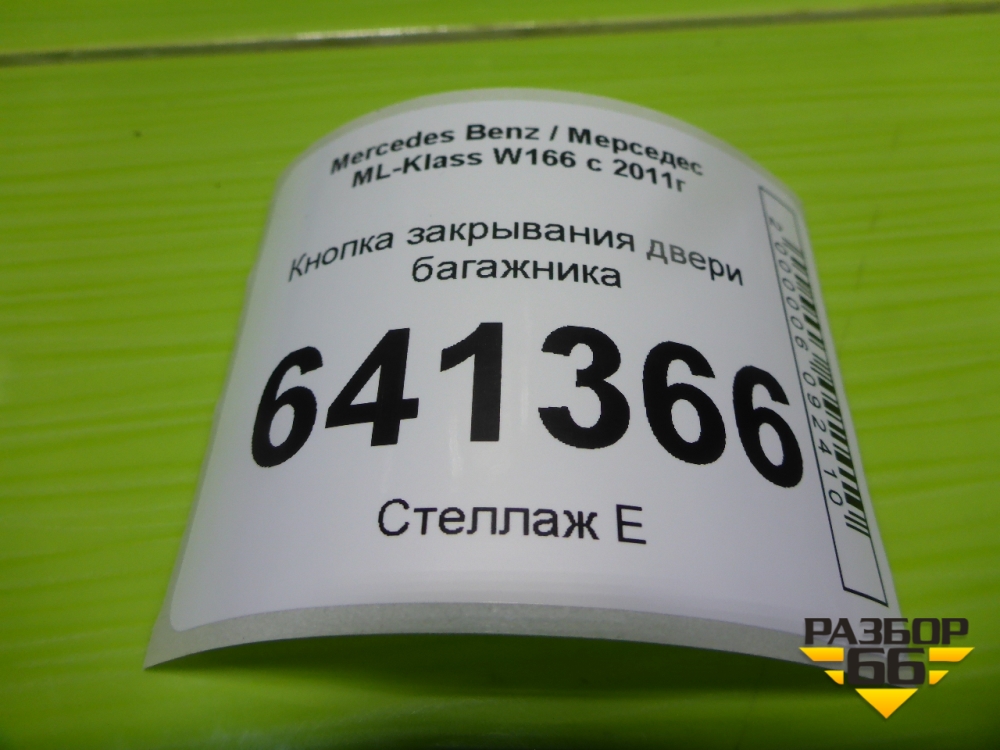 Mercedes Benz / Мерседес
ML-Klass W166 с 2011г
Кнопка закрывания двери
багажника
641366
Стеллаж Е
2000006092410
РАЗБОР
66